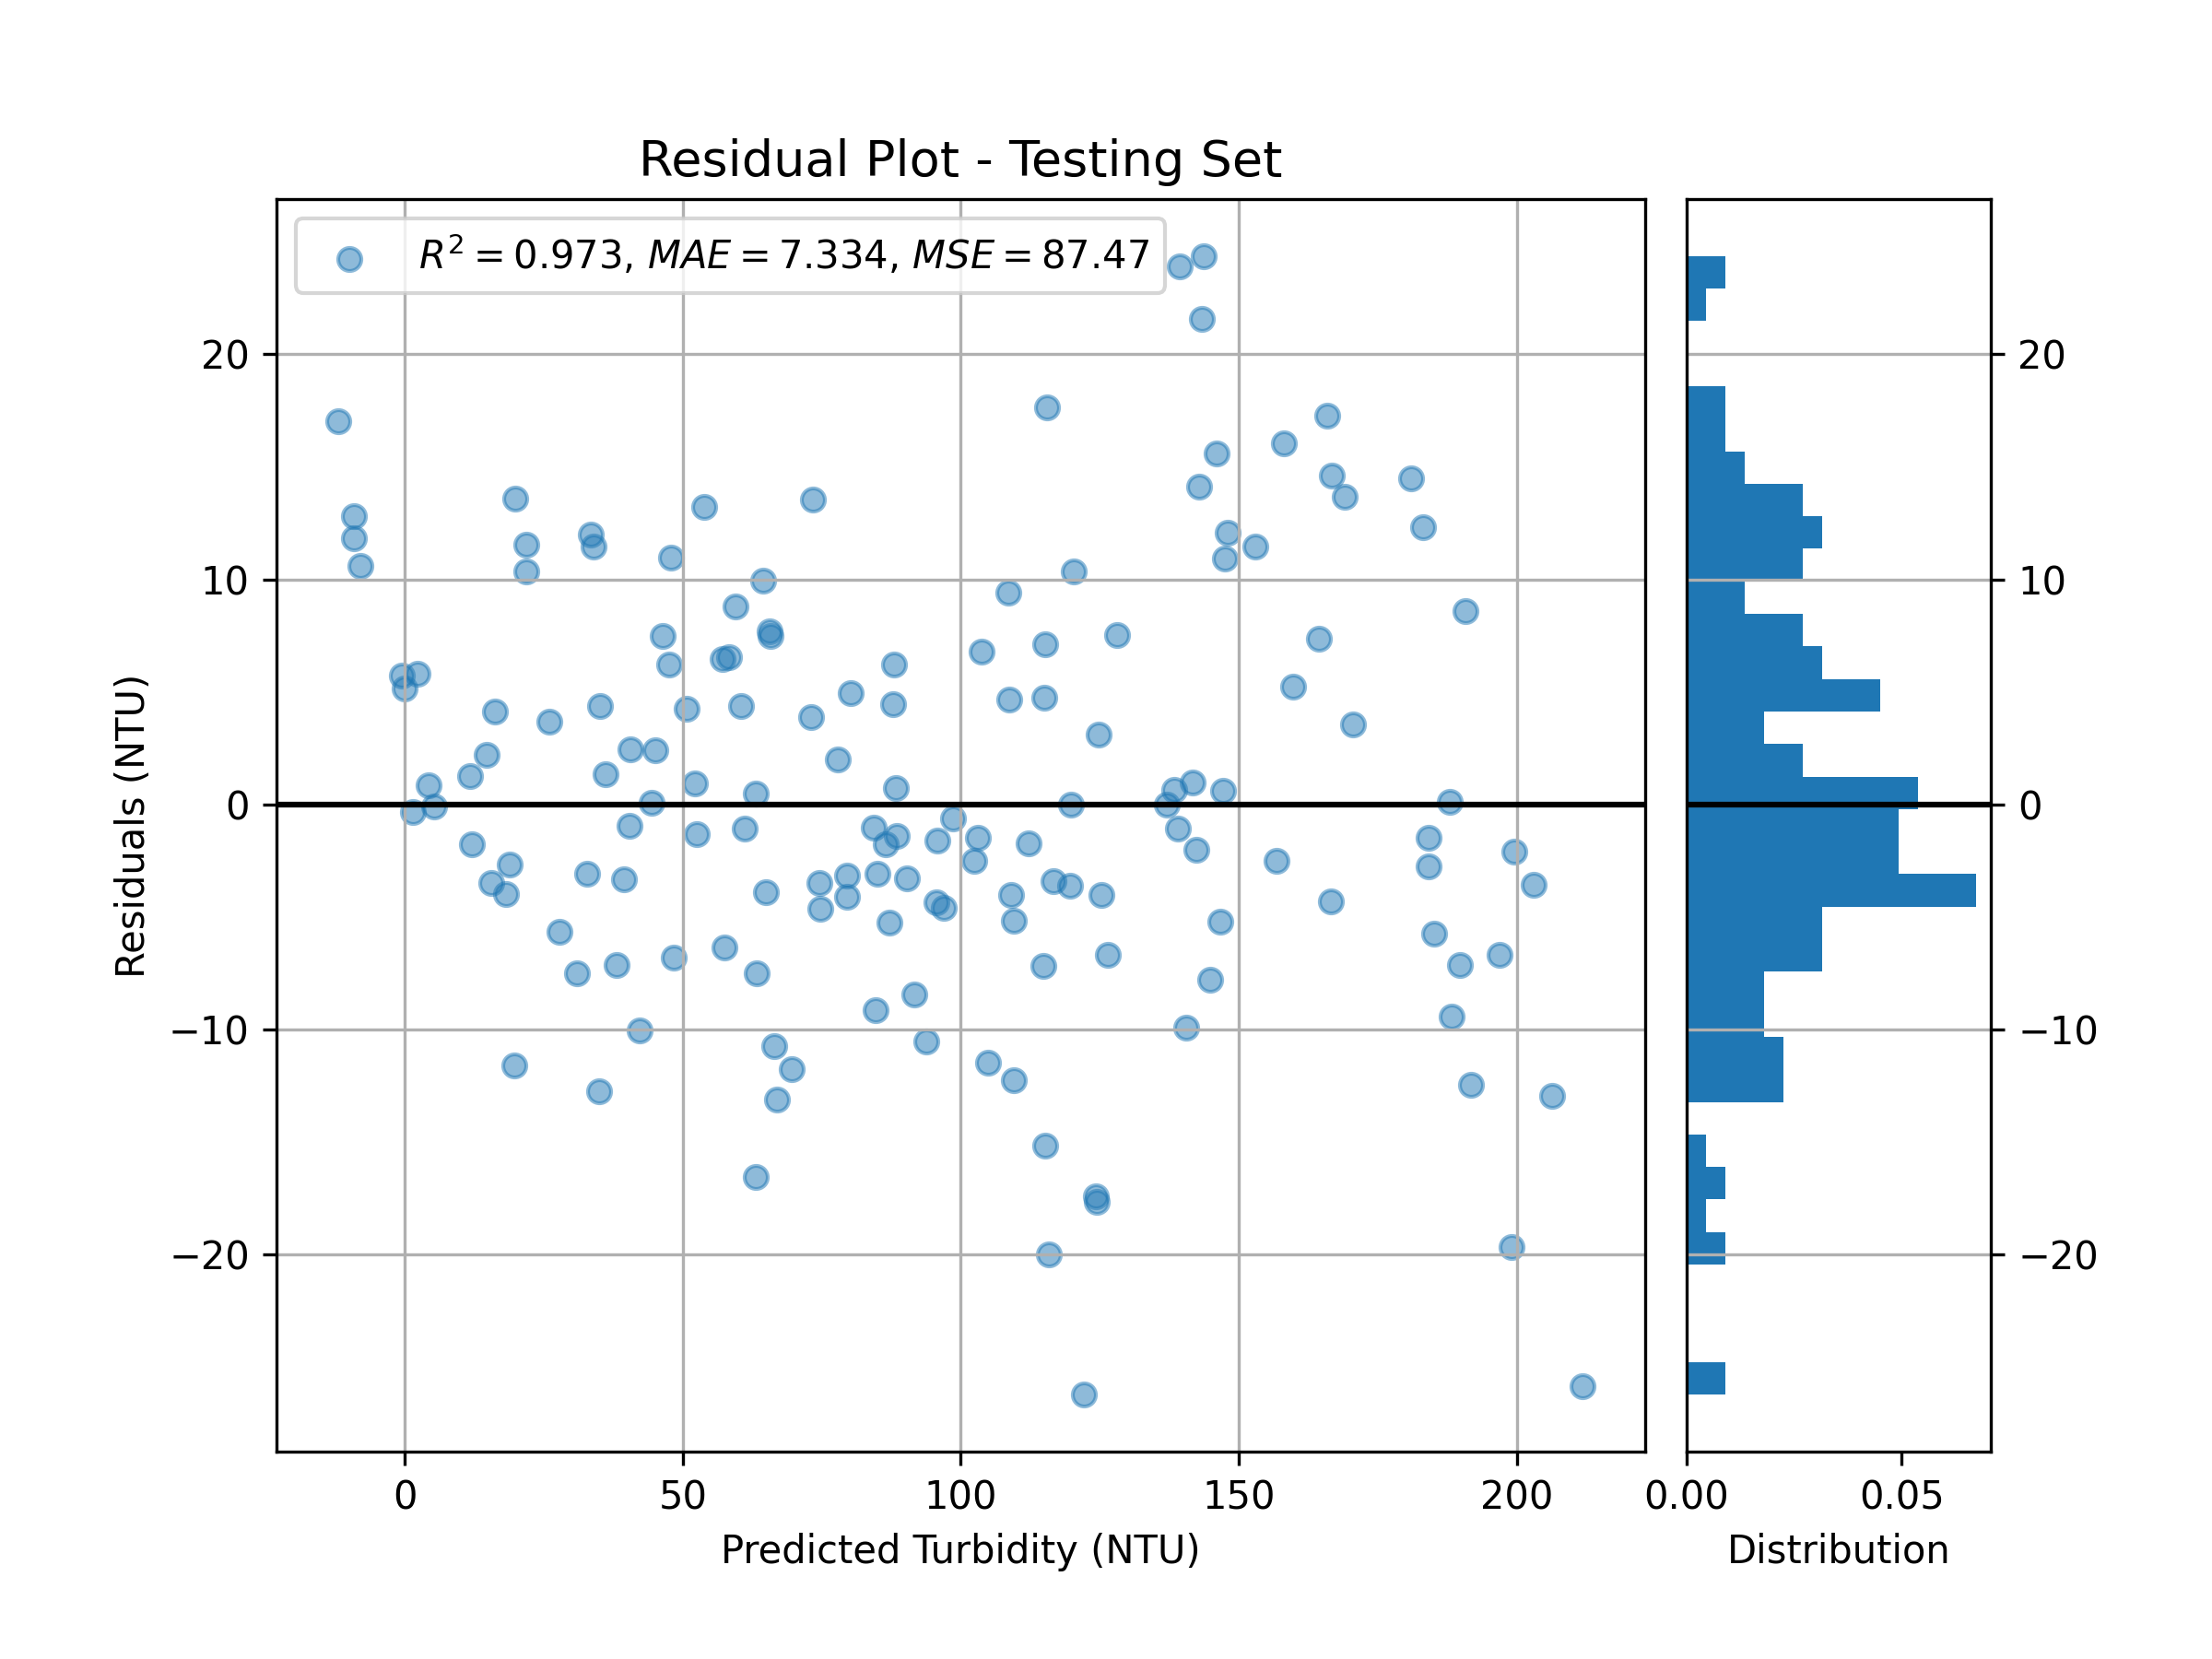 Residual Plot - Testing Set
R² = 0.973, MAE = 7.334, MSE = 87.47
Residuals (NTU)
20
10
0
−10
−20
0 50 100 150 200
Predicted Turbidity (NTU)
20
10
0
−10
−20
0.00 0.05
Distribution